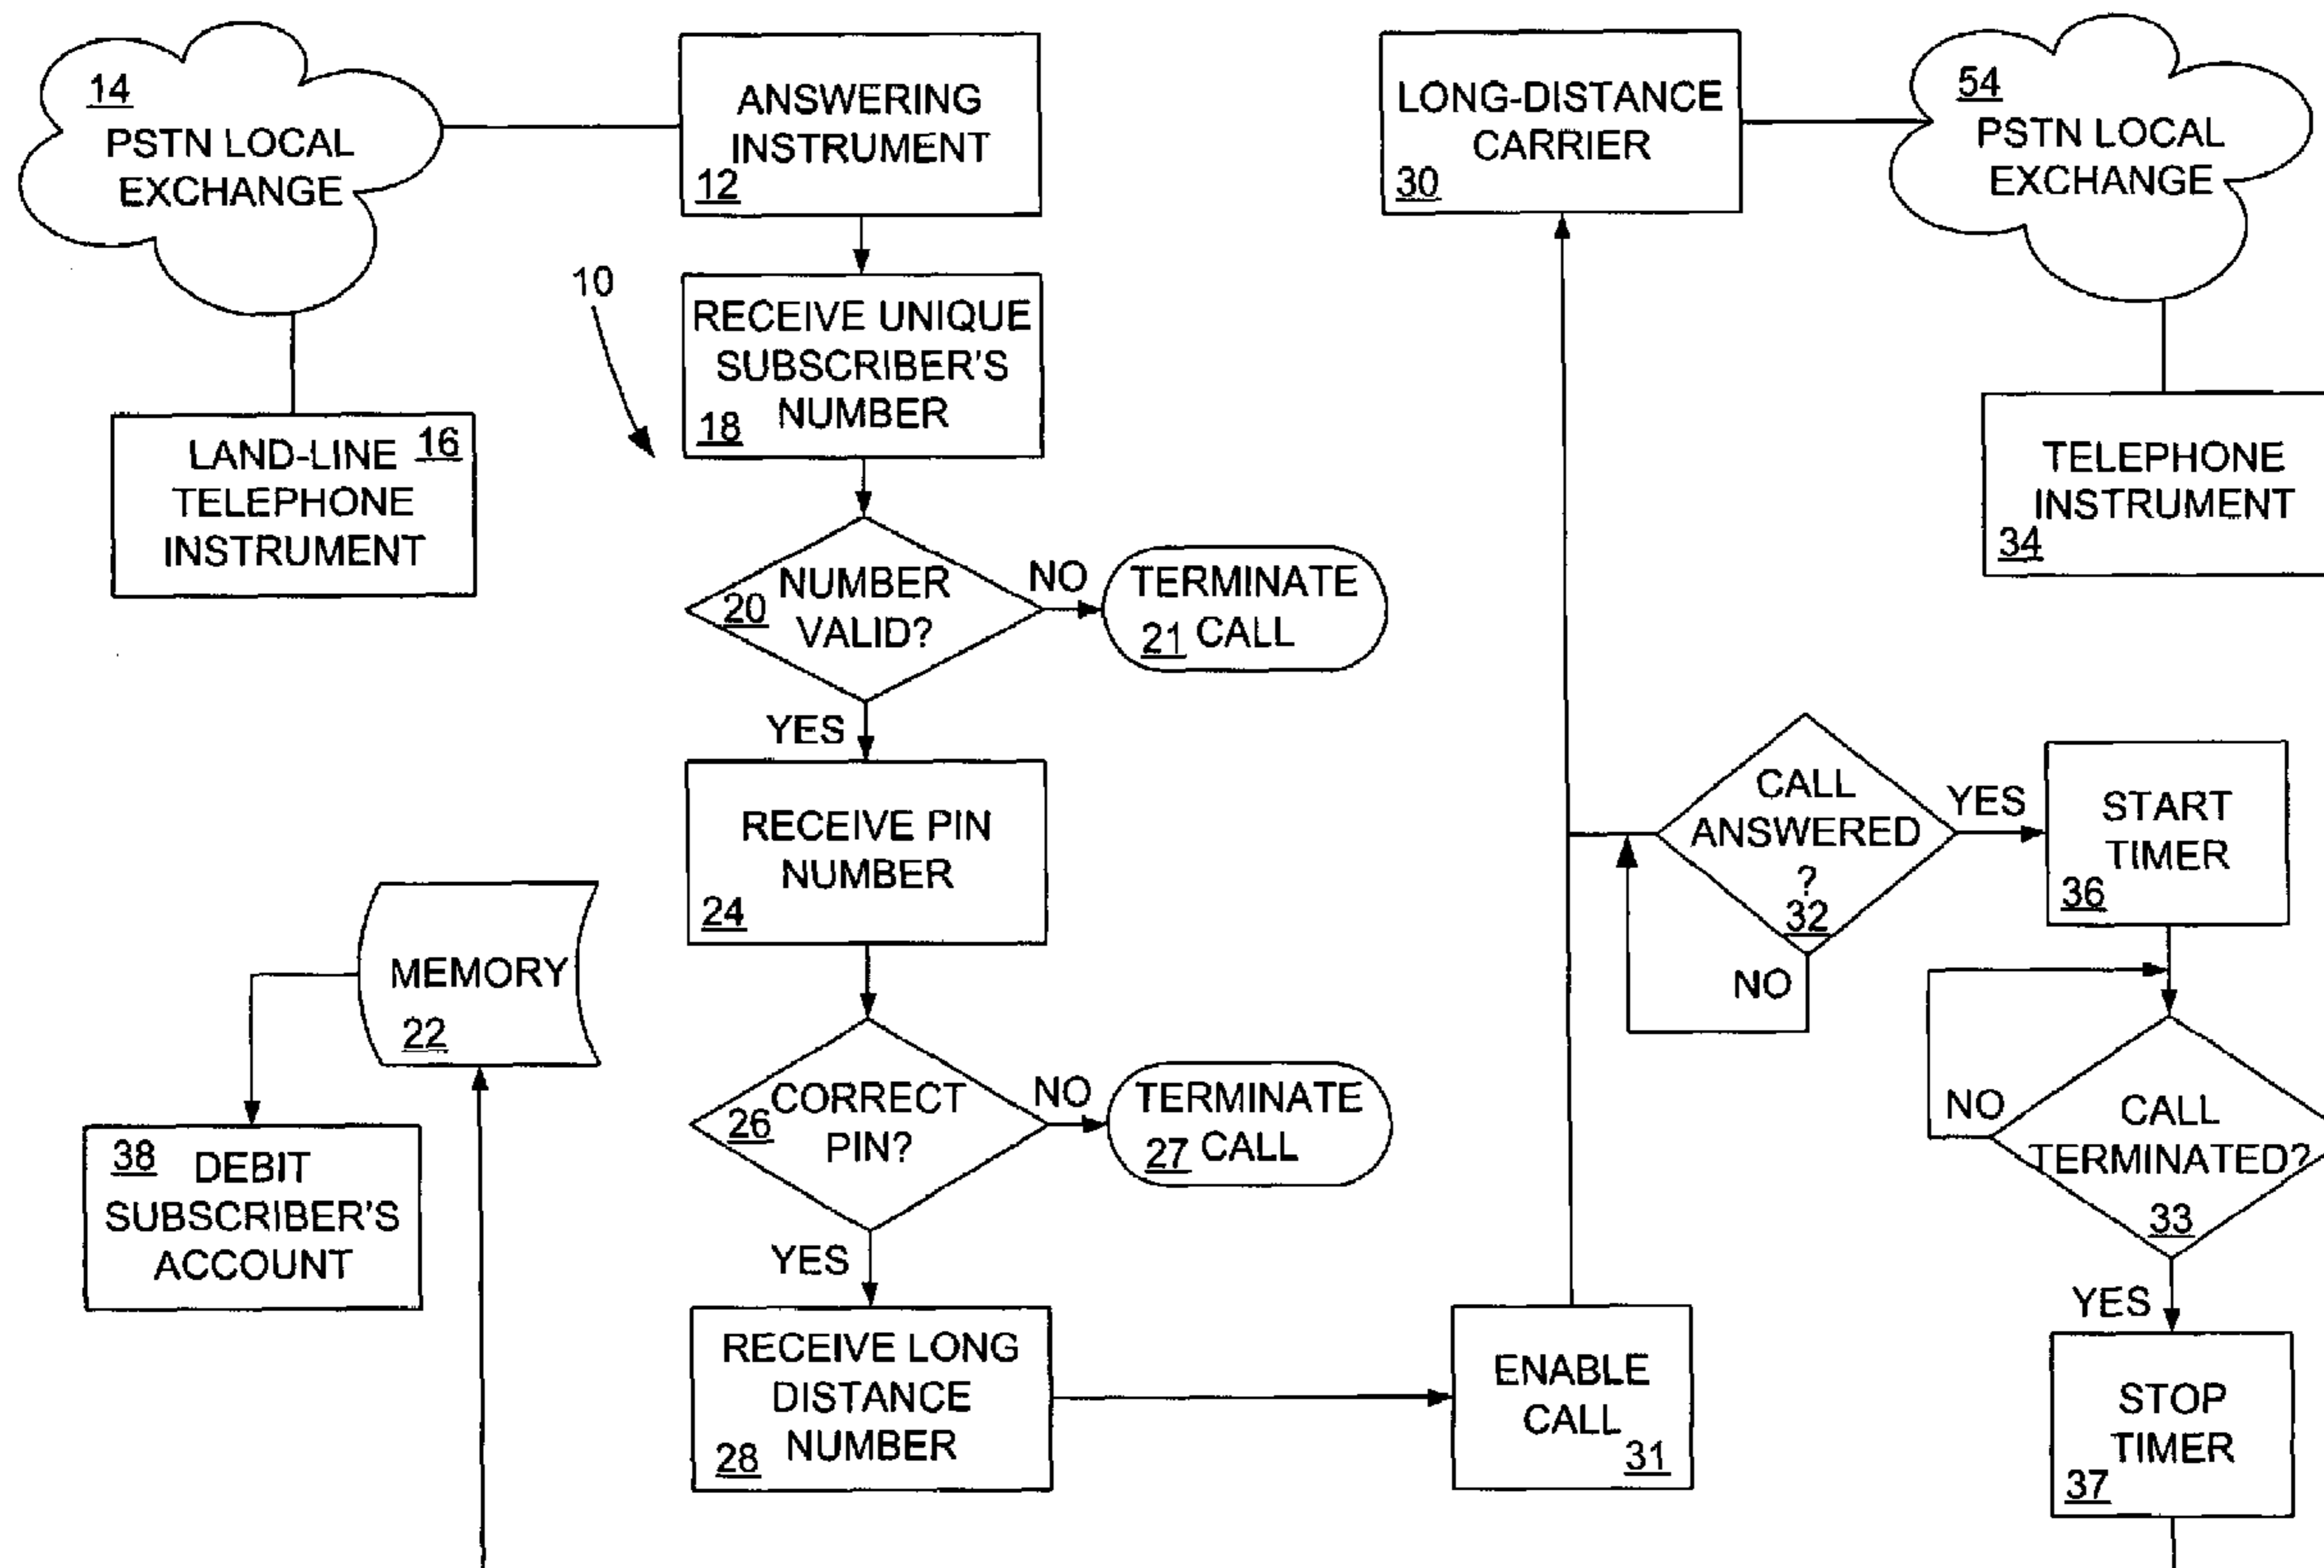 14
PSTN LOCAL
EXCHANGE
ANSWERING
INSTRUMENT
12
LONG-DISTANCE
CARRIER
30
54
PSTN LOCAL
EXCHANGE
10
RECEIVE UNIQUE
SUBSCRIBER'S
NUMBER
18
LAND-LINE 16
TELEPHONE
INSTRUMENT
TELEPHONE
INSTRUMENT
34
NUMBER
20 VALID?
NO
TERMINATE
21 CALL
YES
RECEIVE PIN
NUMBER
24
CALL
ANSWERED
?
32
YES
NO
START
TIMER
36
MEMORY
22
CORRECT
26 PIN?
NO
TERMINATE
27 CALL
YES
NO
CALL
TERMINATED?
33
YES
38 DEBIT
SUBSCRIBER'S
ACCOUNT
RECEIVE LONG
DISTANCE
NUMBER
28
ENABLE
CALL
31
STOP
TIMER
37